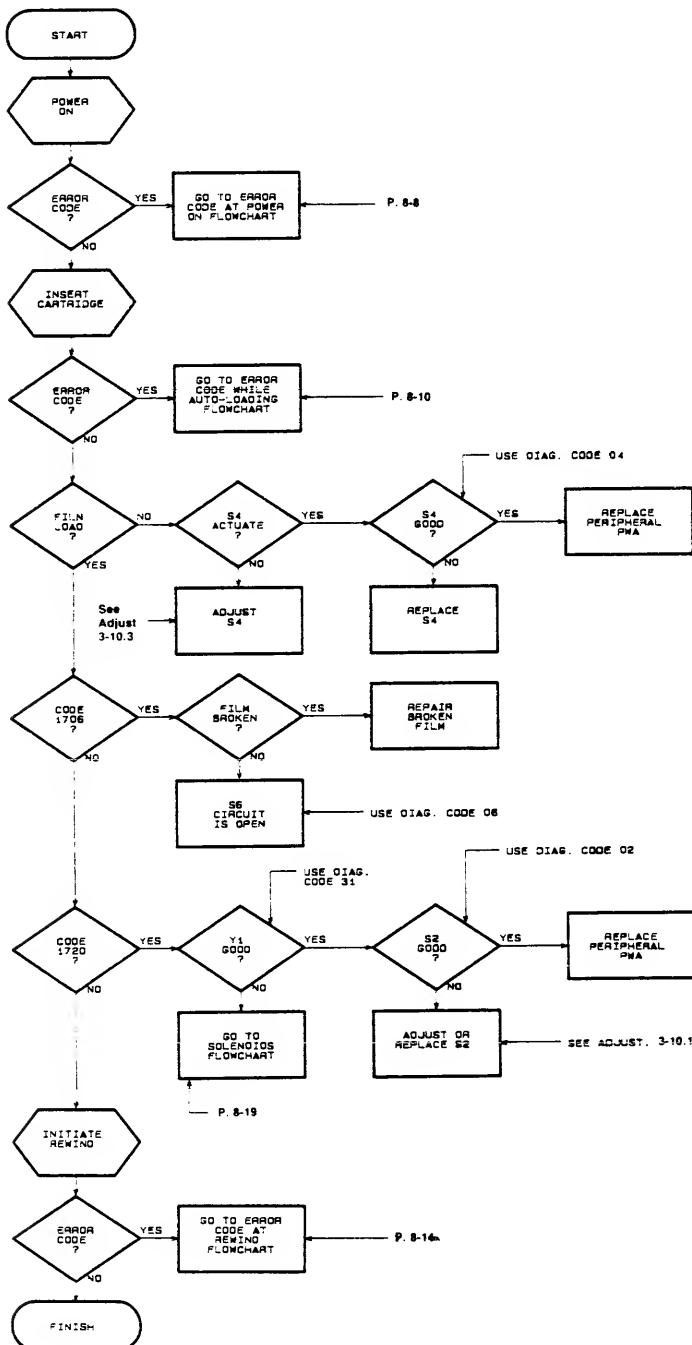 START
POWER
ON
ERROR
CODE
?
YES
NO
GO TO ERROR
CODE AT POWER
ON FLOWCHART
P. 8-8
INSERT
CARTRIDGE
ERROR
CODE
?
YES
NO
GO TO ERROR
CODE WHILE
AUTO-LOADING
FLOWCHART
P. 8-10
USE DIAG. CODE 04
FILM
LOAD
?
NO
YES
S4
ACTUATE
?
YES
NO
S4
GOOD
?
YES
NO
REPLACE
PERIPHERAL
PWA
See
Adjust
3-10.3
ADJUST
S4
REPLACE
S4
CODE
1706
?
YES
NO
FILM
BROKEN
?
YES
NO
REPAIR
BROKEN
FILM
S6
CIRCUIT
IS OPEN
USE DIAG. CODE 06
USE DIAG.
CODE 31
USE DIAG. CODE 02
CODE
1720
?
YES
NO
Y1
GOOD
?
YES
NO
S2
GOOD
?
YES
NO
REPLACE
PERIPHERAL
PWA
GO TO
SOLENOIDS
FLOWCHART
ADJUST OR
REPLACE S2
SEE ADJUST. 3-10.1
P. 8-19
INITIATE
REWIND
ERROR
CODE
?
YES
NO
GO TO ERROR
CODE AT
REWIND
FLOWCHART
P. 8-14
FINISH